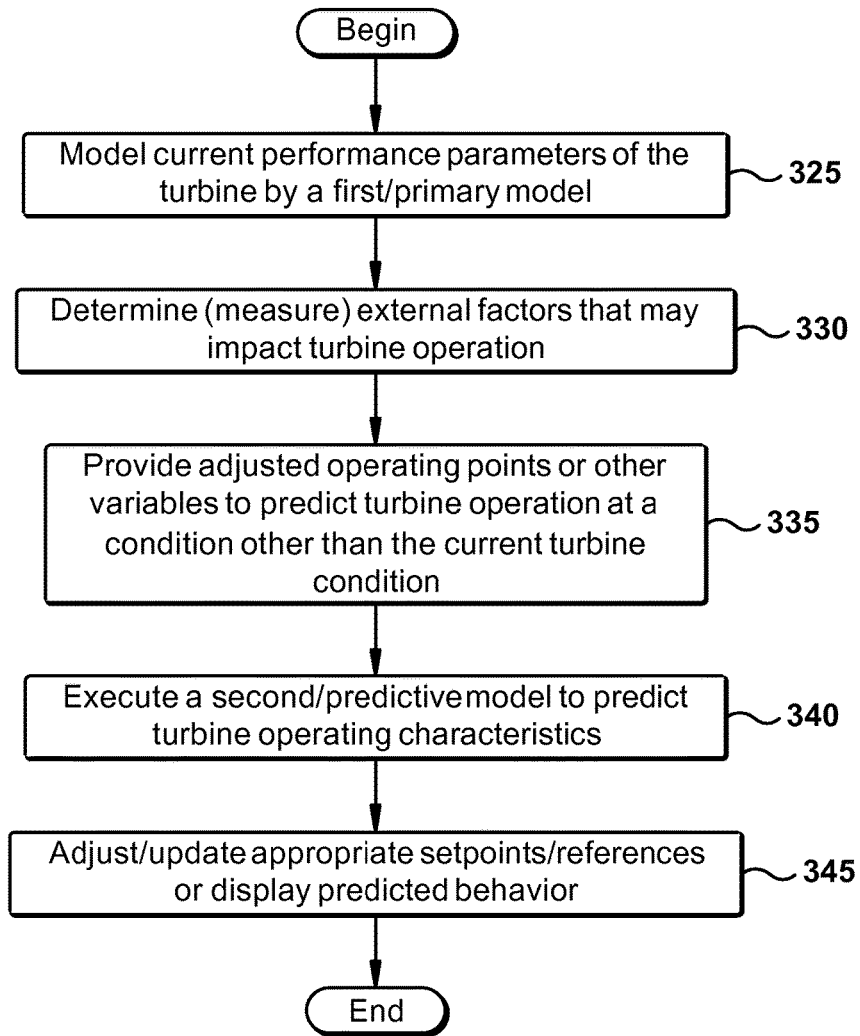 Begin
Model current performance parameters of the
turbine by a first/primary model
325
Determine (measure) external factors that may
impact turbine operation
330
Provide adjusted operating points or other
variables to predict turbine operation at a
condition other than the current turbine
condition
335
Execute a second/predictive model to predict
turbine operating characteristics
340
Adjust/update appropriate setpoints/references
or display predicted behavior
345
End